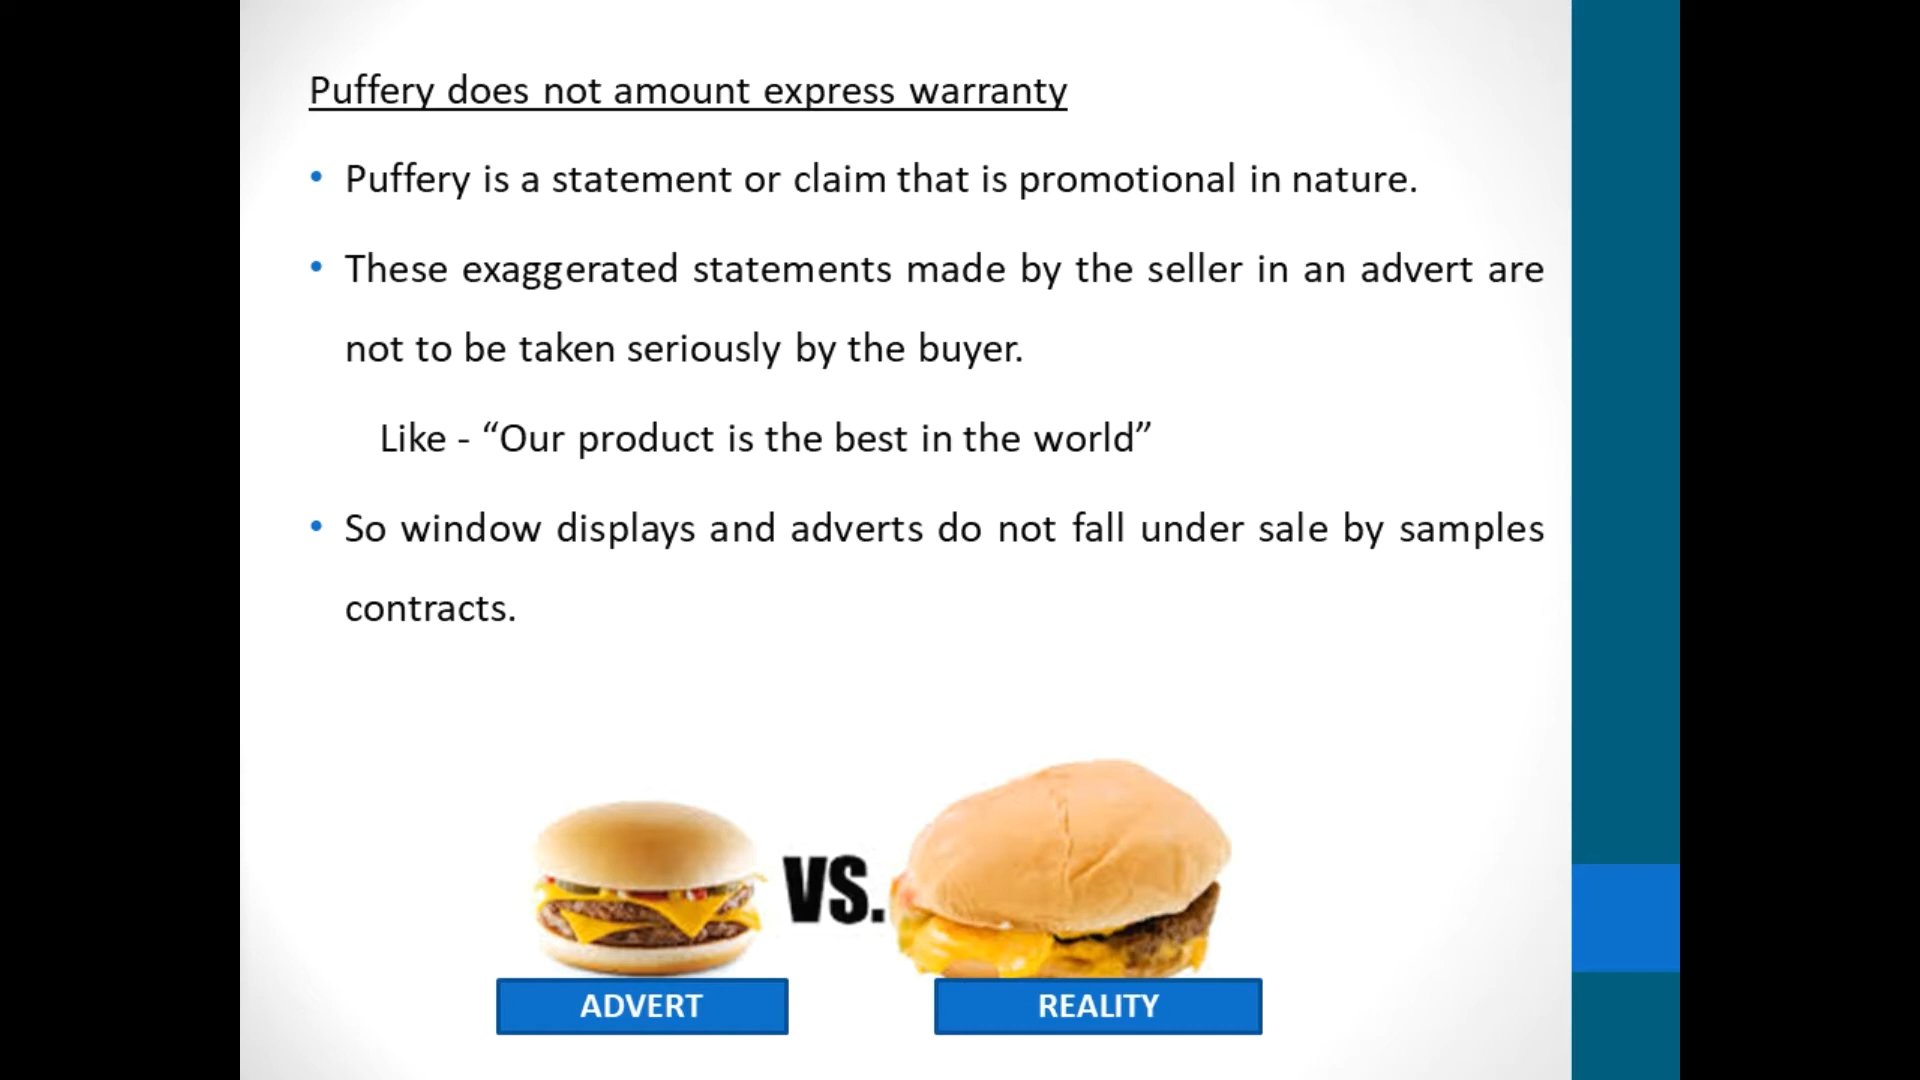 Puffery does not amount express warranty
• Puffery is a statement or claim that is promotional in nature.
• These exaggerated statements made by the seller in an advert are
not to be taken seriously by the buyer.
Like - “Our product is the best in the world”
• So window displays and adverts do not fall under sale by samples
contracts.
VS.
ADVERT
REALITY